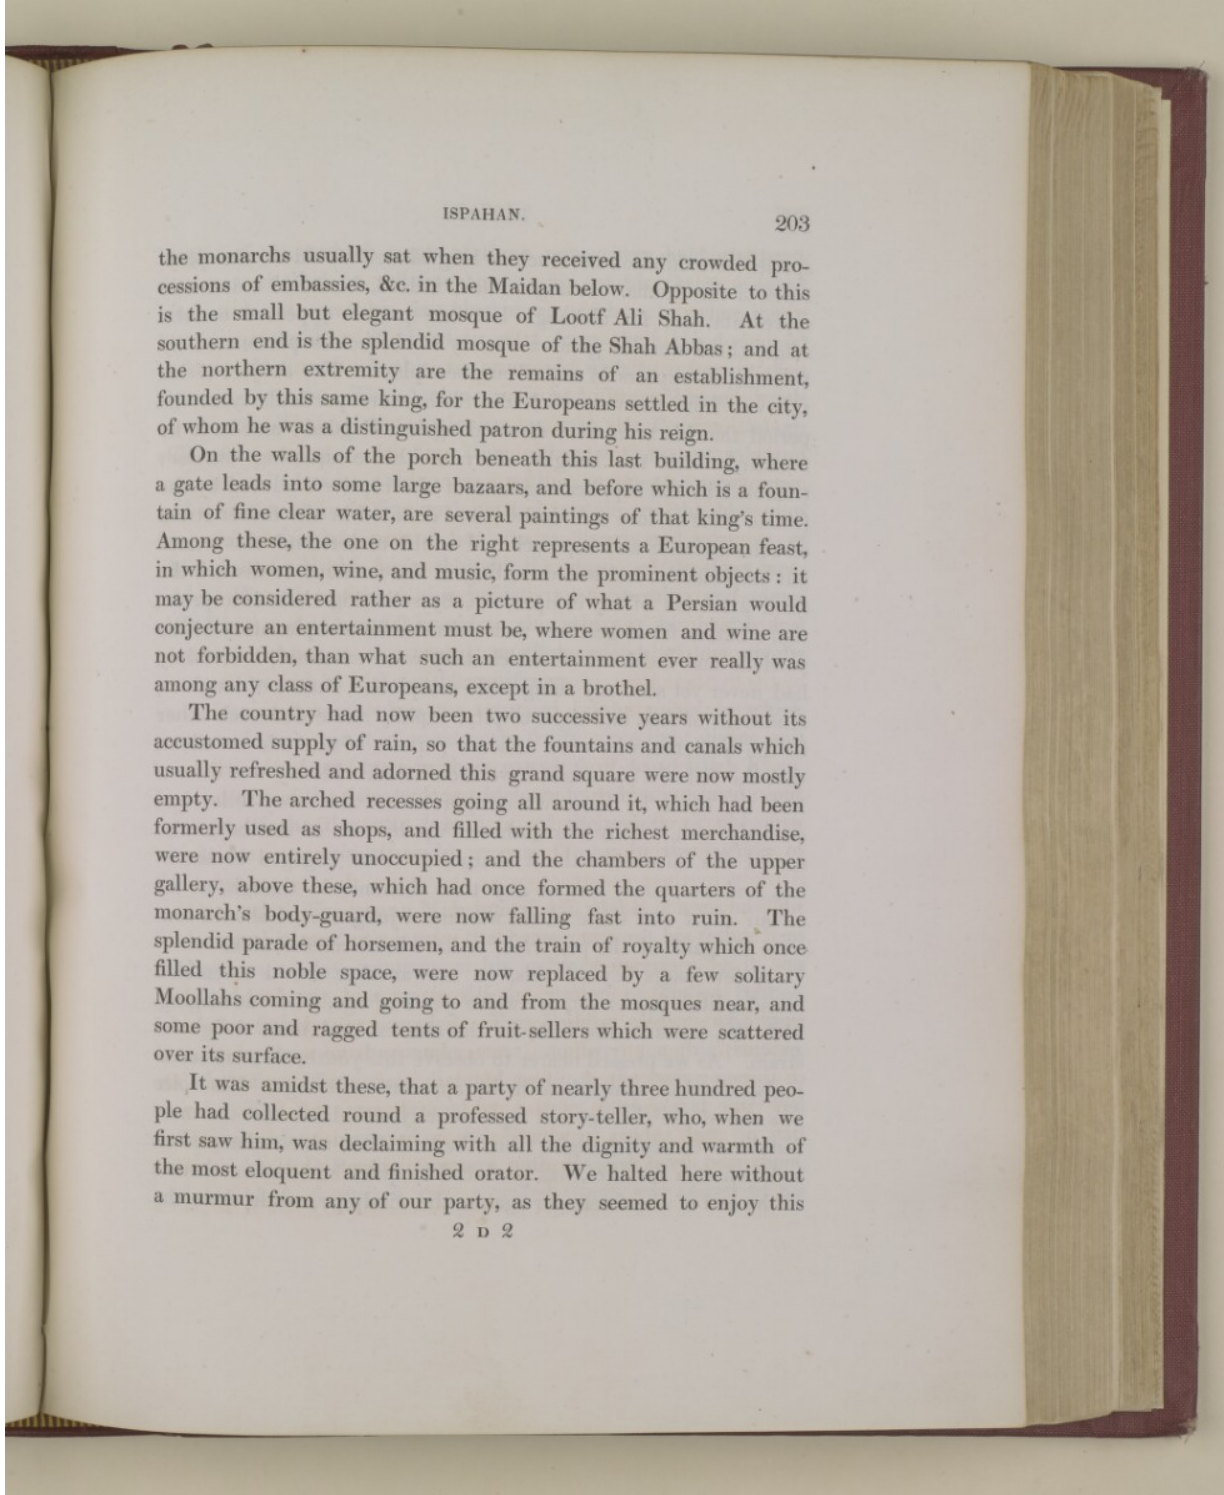 ISPAHAN.
203
the monarchs usually sat when they received any crowded pro-
cessions of embassies, &c. in the Maidan below. Opposite to this
is the small but elegant mosque of Lootf Ali Shah. At the
southern end is the splendid mosque of the Shah Abbas; and at
the northern extremity are the remains of an establishment,
founded by this same king, for the Europeans settled in the city,
of whom he was a distinguished patron during his reign.
On the walls of the porch beneath this last building, where
a gate leads into some large bazaars, and before which is a foun-
tain of fine clear water, are several paintings of that king's time.
Among these, the one on the right represents a European feast,
in which women, wine, and music, form the prominent objects: it
may be considered rather as a picture of what a Persian would
conjecture an entertainment must be, where women and wine are
not forbidden, than what such an entertainment ever really was
among any class of Europeans, except in a brothel.
The country had now been two successive years without its
accustomed supply of rain, so that the fountains and canals which
usually refreshed and adorned this grand square were now mostly
empty. The arched recesses going all around it, which had been
formerly used as shops, and filled with the richest merchandise,
were now entirely unoccupied; and the chambers of the upper
gallery, above these, which had once formed the quarters of the
monarch's body-guard, were now falling fast into ruin. The
splendid parade of horsemen, and the train of royalty which once
filled this noble space, were now replaced by a few solitary
Moollahs coming and going to and from the mosques near, and
some poor and ragged tents of fruit-sellers which were scattered
over its surface.
It was amidst these, that a party of nearly three hundred peo-
ple had collected round a professed story-teller, who, when we
first saw him, was declaiming with all the dignity and warmth of
the most eloquent and finished orator. We halted here without
a murmur from any of our party, as they seemed to enjoy this
2 D 2